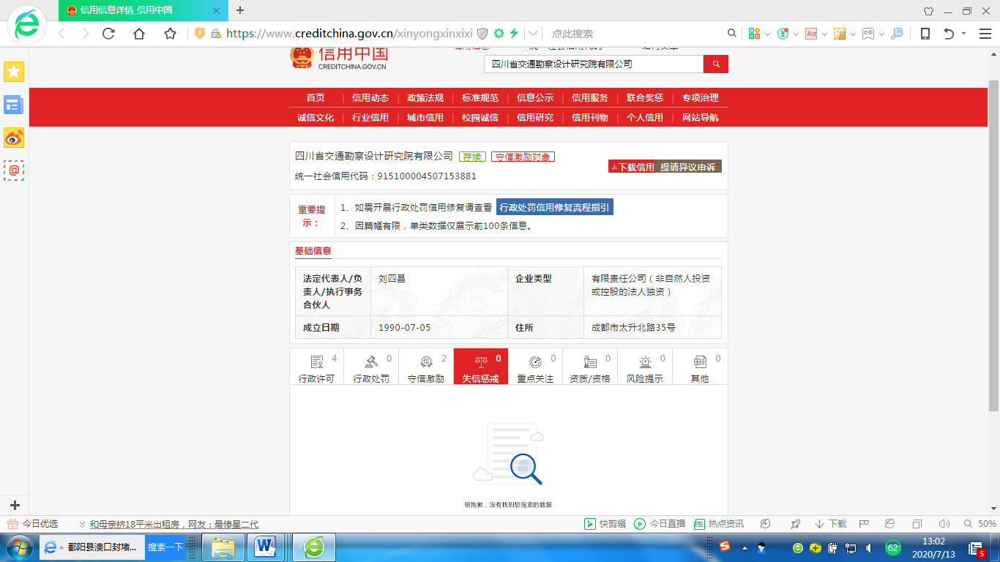 信用信息详情_信用中国
https://www.creditchina.gov.cn/xinyongxinxixi
点此搜索
信用中国
CREDITCHINA.GOV.CN
四川省交通勘察设计研究院有限公司
首页 信用动态 政策法规 标准规范 信息公示 信用服务 联合奖惩 专项治理
诚信文化 行业信用 城市信用 校园诚信 信用研究 信用刊物 个人信用 网站导航
四川省交通勘察设计研究院有限公司 存续 守信激励对象
下载信用 提请异议申诉
统一社会信用代码：915100004507153881
重要提示：
1、如需开展行政处罚信用修复请查看 行政处罚信用修复流程指引
2、因篇幅有限，单类数据仅展示前100条信息。
基础信息
法定代表人/负责人/执行事务合伙人 刘四昌 企业类型 有限责任公司（非自然人投资或控股的法人独资）
成立日期 1990-07-05 住所 成都市太升北路35号
4 0 2 0 0 0 0 0
行政许可 行政处罚 守信激励 失信惩戒 重点关注 资质/资格 风险提示 其他
很抱歉，没有找到您搜索的数据
今日优选 和母亲挤18平米出租房，网友：最惨星二代 快剪辑 今日直播 热点资讯 下载 50%
鄱阳县漠口封堵... 搜索一下 62 13:02
2020/7/13 5